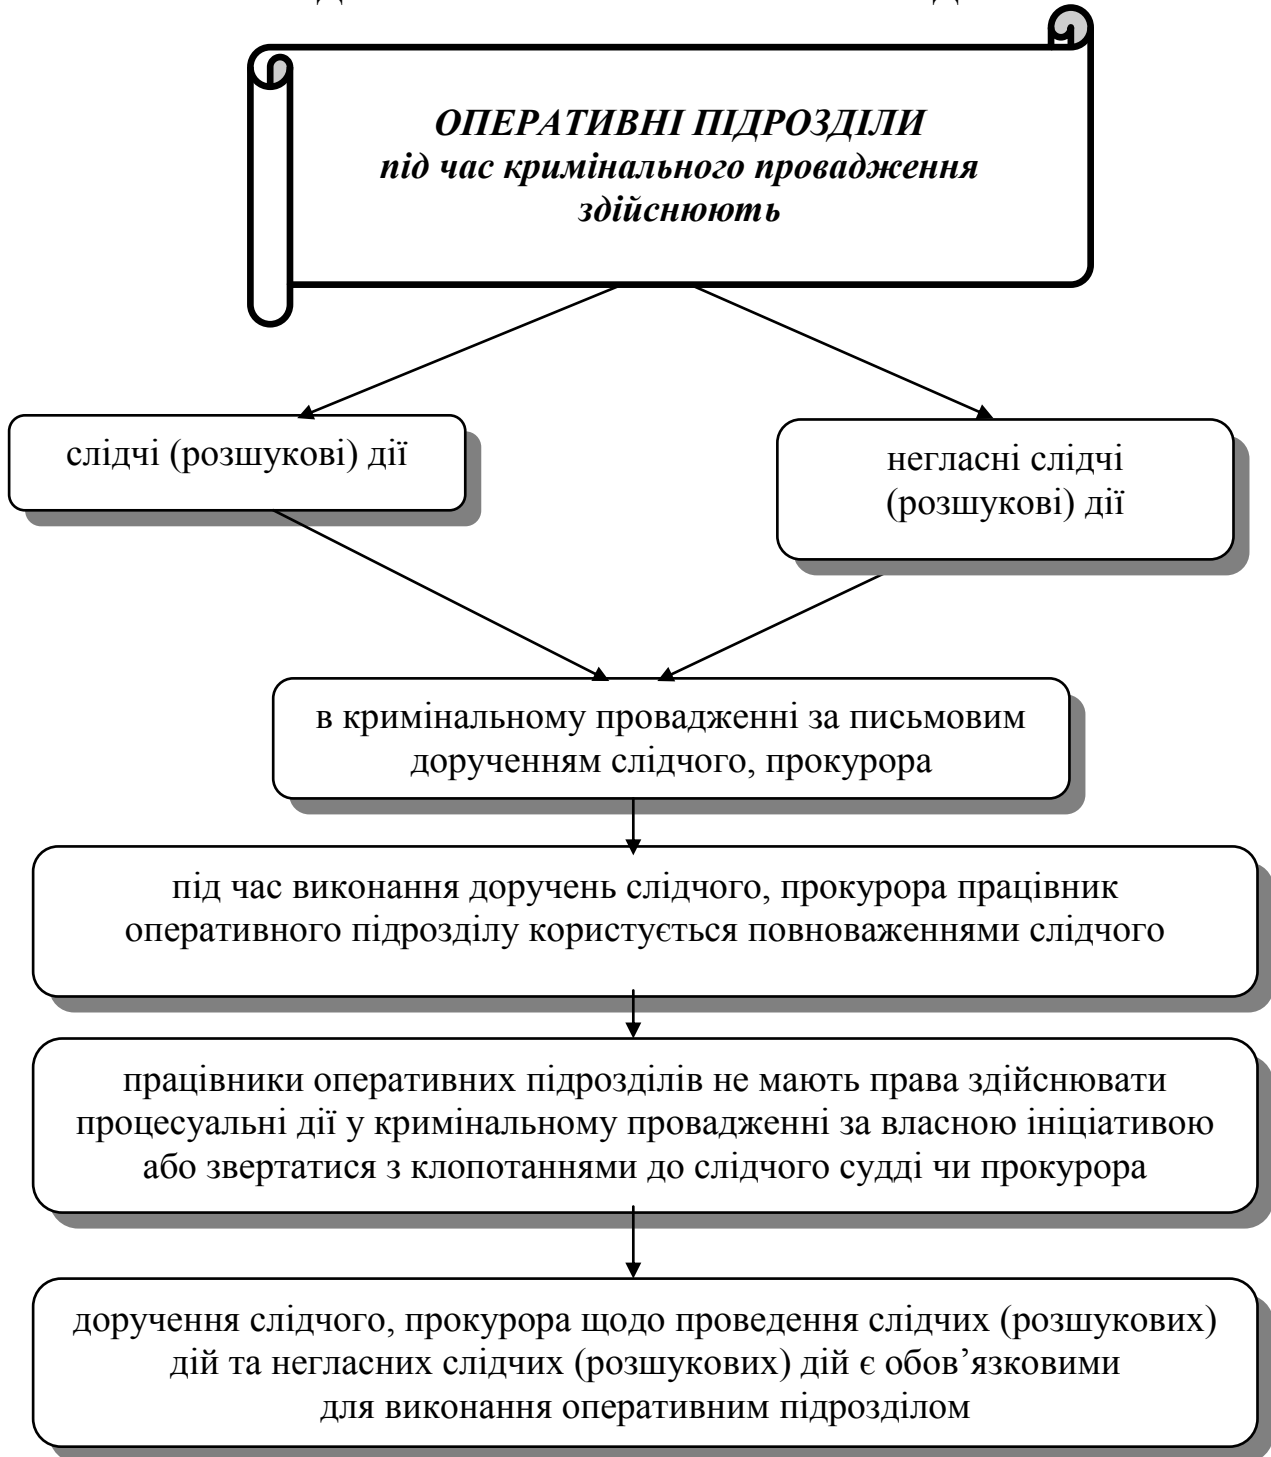 ОПЕРАТИВНІ ПІДРОЗДІЛИ
під час кримінального провадження
здійснюють
слідчі (розшукові) дії
негласні слідчі
(розшукові) дії
в кримінальному провадженні за письмовим
дорученням слідчого, прокурора
під час виконання доручень слідчого, прокурора працівник
оперативного підрозділу користується повноваженнями слідчого
працівники оперативних підрозділів не мають права здійснювати
процесуальні дії у кримінальному провадженні за власною ініціативою
або звертатися з клопотаннями до слідчого судді чи прокурора
доручення слідчого, прокурора щодо проведення слідчих (розшукових)
дій та негласних слідчих (розшукових) дій є обов’язковими
для виконання оперативним підрозділом